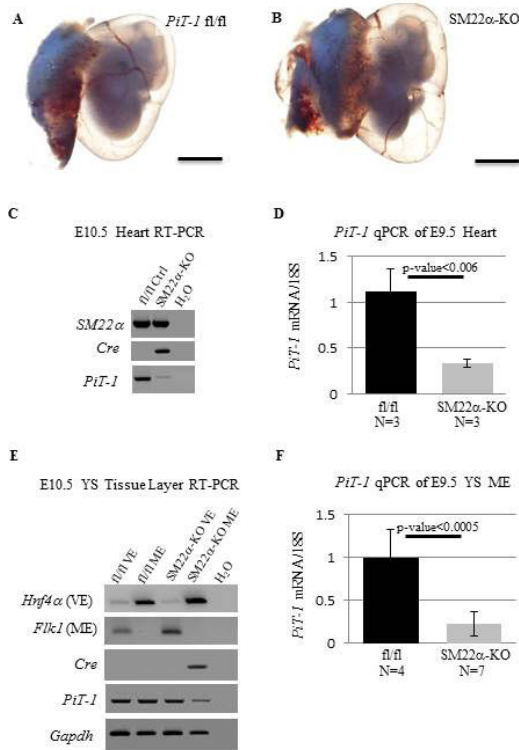 A
PiT-1 fl/fl
B
SM22α-KO
C
E10.5 Heart RT-PCR
fl/fl Ctrl
SM22α-KO
H2O
SM22α
Cre
PiT-1
D
PiT-1 qPCR of E9.5 Heart
PiT-1 mRNA/18S
1.5
1
0.5
0
p-value<0.006
fl/fl
N=3
SM22α-KO
N=3
E
E10.5 YS Tissue Layer RT-PCR
fl/fl VE
fl/fl ME
SM22α-KO VE
SM22α-KO ME
H2O
Hnf4α (VE)
Flk1 (ME)
Cre
PiT-1
Gapdh
F
PiT-1 qPCR of E9.5 YS ME
PiT-1 mRNA/18S
1.5
1
0.5
0
p-value<0.0005
fl/fl
N=4
SM22α-KO
N=7